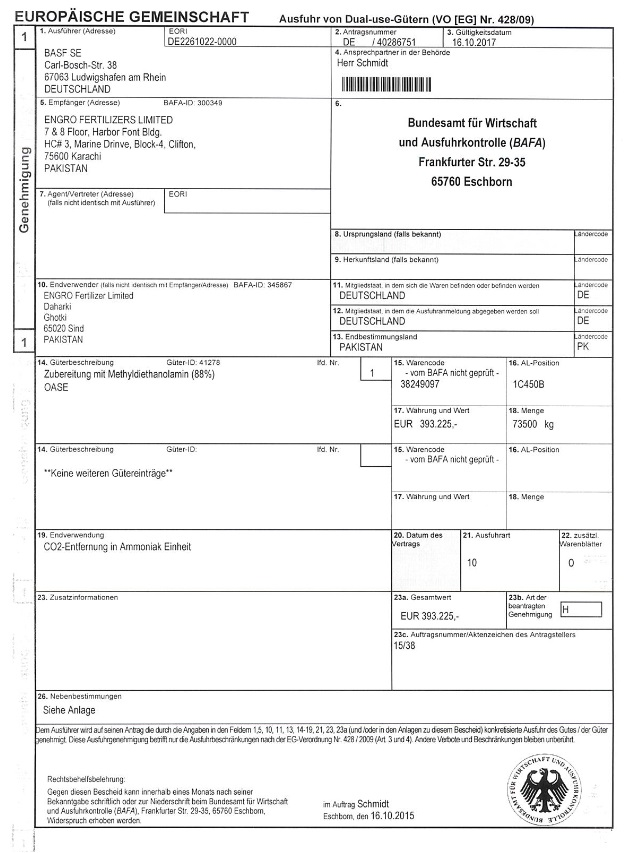 EUROPÄISCHE GEMEINSCHAFT
Ausfuhr von Dual-use-Gütern (VO [EG] Nr. 428/09)
1
Genehmigung
1
1. Ausführer (Adresse)
EORI
DE2261022-0000
BASF SE
Carl-Bosch-Str. 38
67063 Ludwigshafen am Rhein
DEUTSCHLAND
2. Antragsnummer
DE / 40286751
3. Gültigkeitsdatum
16.10.2017
4. Ansprechpartner in der Behörde
Herr Schmidt
5. Empfänger (Adresse) BAFA-ID: 300349
ENGRO FERTILIZERS LIMITED
7 & 8 Floor, Harbor Font Bldg.
HC# 3, Marine Drinve, Block-4, Clifton,
75600 Karachi
PAKISTAN
6.
Bundesamt für Wirtschaft
und Ausfuhrkontrolle (BAFA)
Frankfurter Str. 29-35
65760 Eschborn
7. Agent/Vertreter (Adresse)
(falls nicht identisch mit Ausführer)
EORI
8. Ursprungsland (falls bekannt)
Ländercode
9. Herkunftsland (falls bekannt)
Ländercode
10. Endverwender (falls nicht identisch mit Empfänger/Adresse) BAFA-ID: 345867
ENGRO Fertilizer Limited
Daharki
Ghotki
65020 Sind
PAKISTAN
11. Mitgliedstaat, in dem sich die Waren befinden oder befinden werden
DEUTSCHLAND
Ländercode
DE
12. Mitgliedstaat, in dem die Ausfuhranmeldung abgegeben werden soll
DEUTSCHLAND
Ländercode
DE
13. Endbestimmungsland
PAKISTAN
Ländercode
PK
14. Güterbeschreibung Güter-ID: 41278 lfd. Nr.
1
Zubereitung mit Methyldiethanolamin (88%)
OASE
15. Warencode
- vom BAFA nicht geprüft -
38249097
16. AL-Position
1C450B
17. Währung und Wert
EUR 393.225,-
18. Menge
73500 kg
14. Güterbeschreibung Güter-ID: lfd. Nr.
**Keine weiteren Gütereinträge**
15. Warencode
- vom BAFA nicht geprüft -
16. AL-Position
17. Währung und Wert
18. Menge
19. Endverwendung
CO2-Entfernung in Ammoniak Einheit
20. Datum des
Vertrags
21. Ausfuhrart
10
22. zusätzl.
Warenblätter
0
23. Zusatzinformationen
23a. Gesamtwert
EUR 393.225,-
23b. Art der
beantragten
Genehmigung
H
23c. Auftragsnummer/Aktenzeichen des Antragstellers
15/38
26. Nebenbestimmungen
Siehe Anlage
Dem Ausführer wird auf seinen Antrag die durch die Angaben in den Feldern 1,5, 10, 11, 13, 14-19, 21, 23, 23a (und /oder in den Anlagen zu diesem Bescheid) konkretisierte Ausfuhr des Gutes / der Güter
genehmigt. Diese Ausfuhrgenehmigung betrifft nur die Ausfuhrbeschränkungen nach der EG-Verordnung Nr. 428 / 2009 (Art. 3 und 4). Andere Verbote und Beschränkungen bleiben unberührt.
Rechtsbehelfsbelehrung:
Gegen diesen Bescheid kann innerhalb eines Monats nach seiner
Bekanntgabe schriftlich oder zur Niederschrift beim Bundesamt für Wirtschaft
und Ausfuhrkontrolle (BAFA), Frankfurter Str. 29-35, 65760 Eschborn,
Widerspruch erhoben werden.
im Auftrag Schmidt
Eschborn, den 16.10.2015
BUNDESAMT FÜR WIRTSCHAFT UND AUSFUHRKONTROLLE